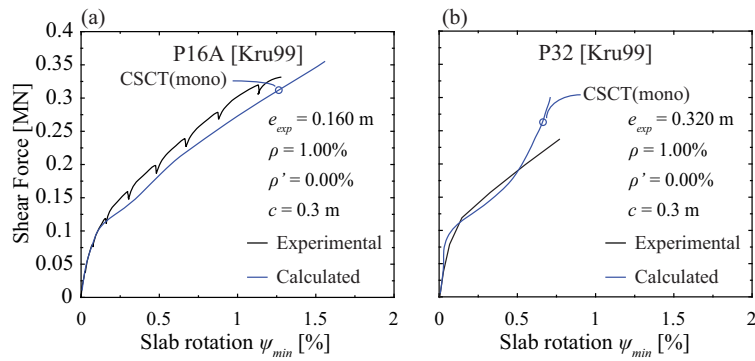 (a)
P16A [Kru99]
CSCT(mono)
e_exp = 0.160 m
ρ = 1.00%
ρ' = 0.00%
c = 0.3 m
Experimental
Calculated
Shear Force [MN]
0.4
0.35
0.3
0.25
0.2
0.15
0.1
0.05
0
0 0.5 1 1.5 2
Slab rotation ψ_min [%]
(b)
P32 [Kru99]
CSCT(mono)
e_exp = 0.320 m
ρ = 1.00%
ρ' = 0.00%
c = 0.3 m
Experimental
Calculated
0 0.5 1 1.5 2
Slab rotation ψ_min [%]